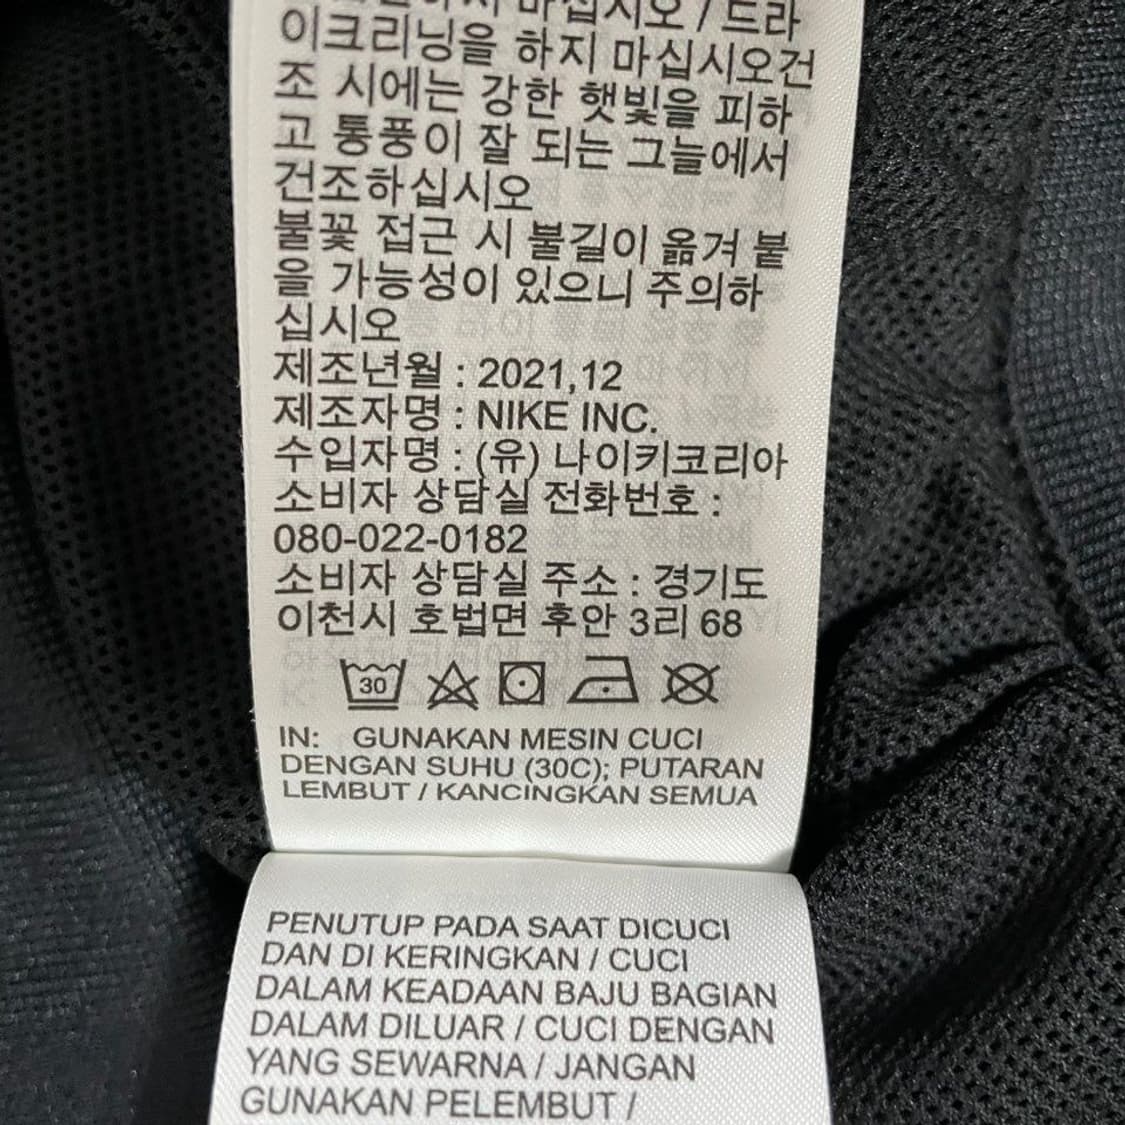 마십시오 / 드라
이크리닝을 하지 마십시오건
조 시에는 강한 햇빛을 피하
고 통풍이 잘 되는 그늘에서
건조하십시오
불꽃 접근 시 불길이 옮겨 붙
을 가능성이 있으니 주의하
십시오
제조년월 : 2021,12
제조자명 : NIKE INC.
수입자명 : (유) 나이키코리아
소비자 상담실 전화번호 :
080-022-0182
소비자 상담실 주소 : 경기도
이천시 호법면 후안 3리 68
30
IN: GUNAKAN MESIN CUCI
DENGAN SUHU (30C); PUTARAN
LEMBUT / KANCINGKAN SEMUA
PENUTUP PADA SAAT DICUCI
DAN DI KERINGKAN / CUCI
DALAM KEADAAN BAJU BAGIAN
DALAM DILUAR / CUCI DENGAN
YANG SEWARNA / JANGAN
GUNAKAN PELEMBUT /